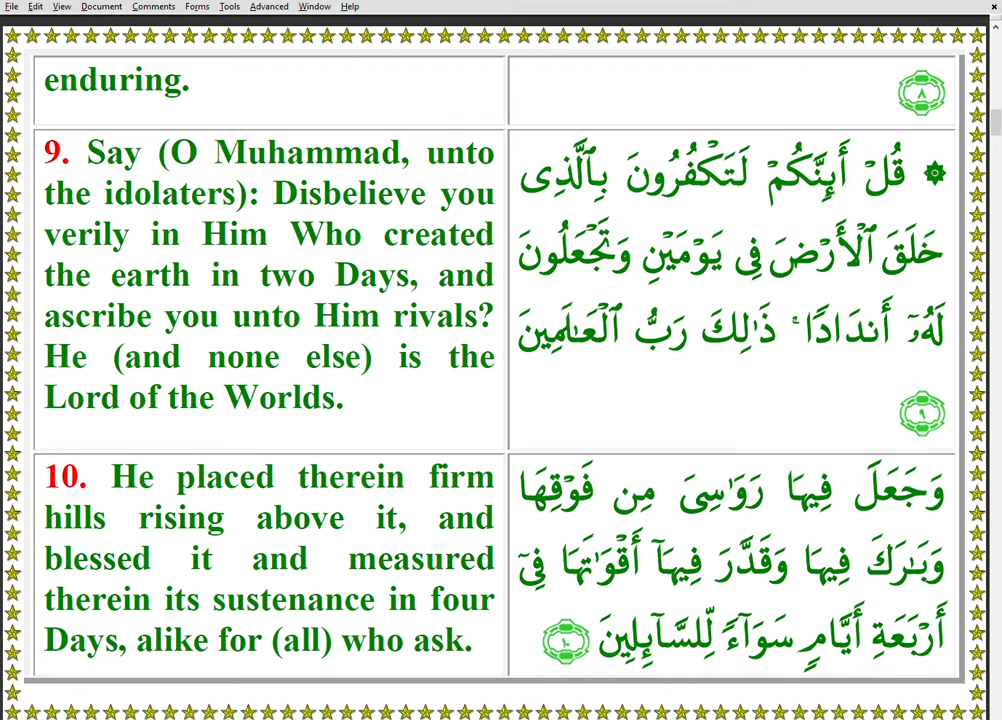 File Edit View Document Comments Forms Tools Advanced Window Help
enduring.
٨
9. Say (O Muhammad, unto
the idolaters): Disbelieve you
verily in Him Who created
the earth in two Days, and
ascribe you unto Him rivals?
He (and none else) is the
Lord of the Worlds.
۞ قُلْ أَئِنَّكُمْ لَتَكْفُرُونَ بِٱلَّذِى
خَلَقَ ٱلْأَرْضَ فِى يَوْمَيْنِ وَتَجْعَلُونَ
لَهُۥٓ أَندَادًا ۚ ذَٰلِكَ رَبُّ ٱلْعَـٰلَمِينَ
٩
10. He placed therein firm
hills rising above it, and
blessed it and measured
therein its sustenance in four
Days, alike for (all) who ask.
وَجَعَلَ فِيهَا رَوَٰسِىَ مِن فَوْقِهَا
وَبَـٰرَكَ فِيهَا وَقَدَّرَ فِيهَآ أَقْوَٰتَهَا فِىٓ
أَرْبَعَةِ أَيَّامٍ سَوَآءً لِّلسَّآئِلِينَ ١٠